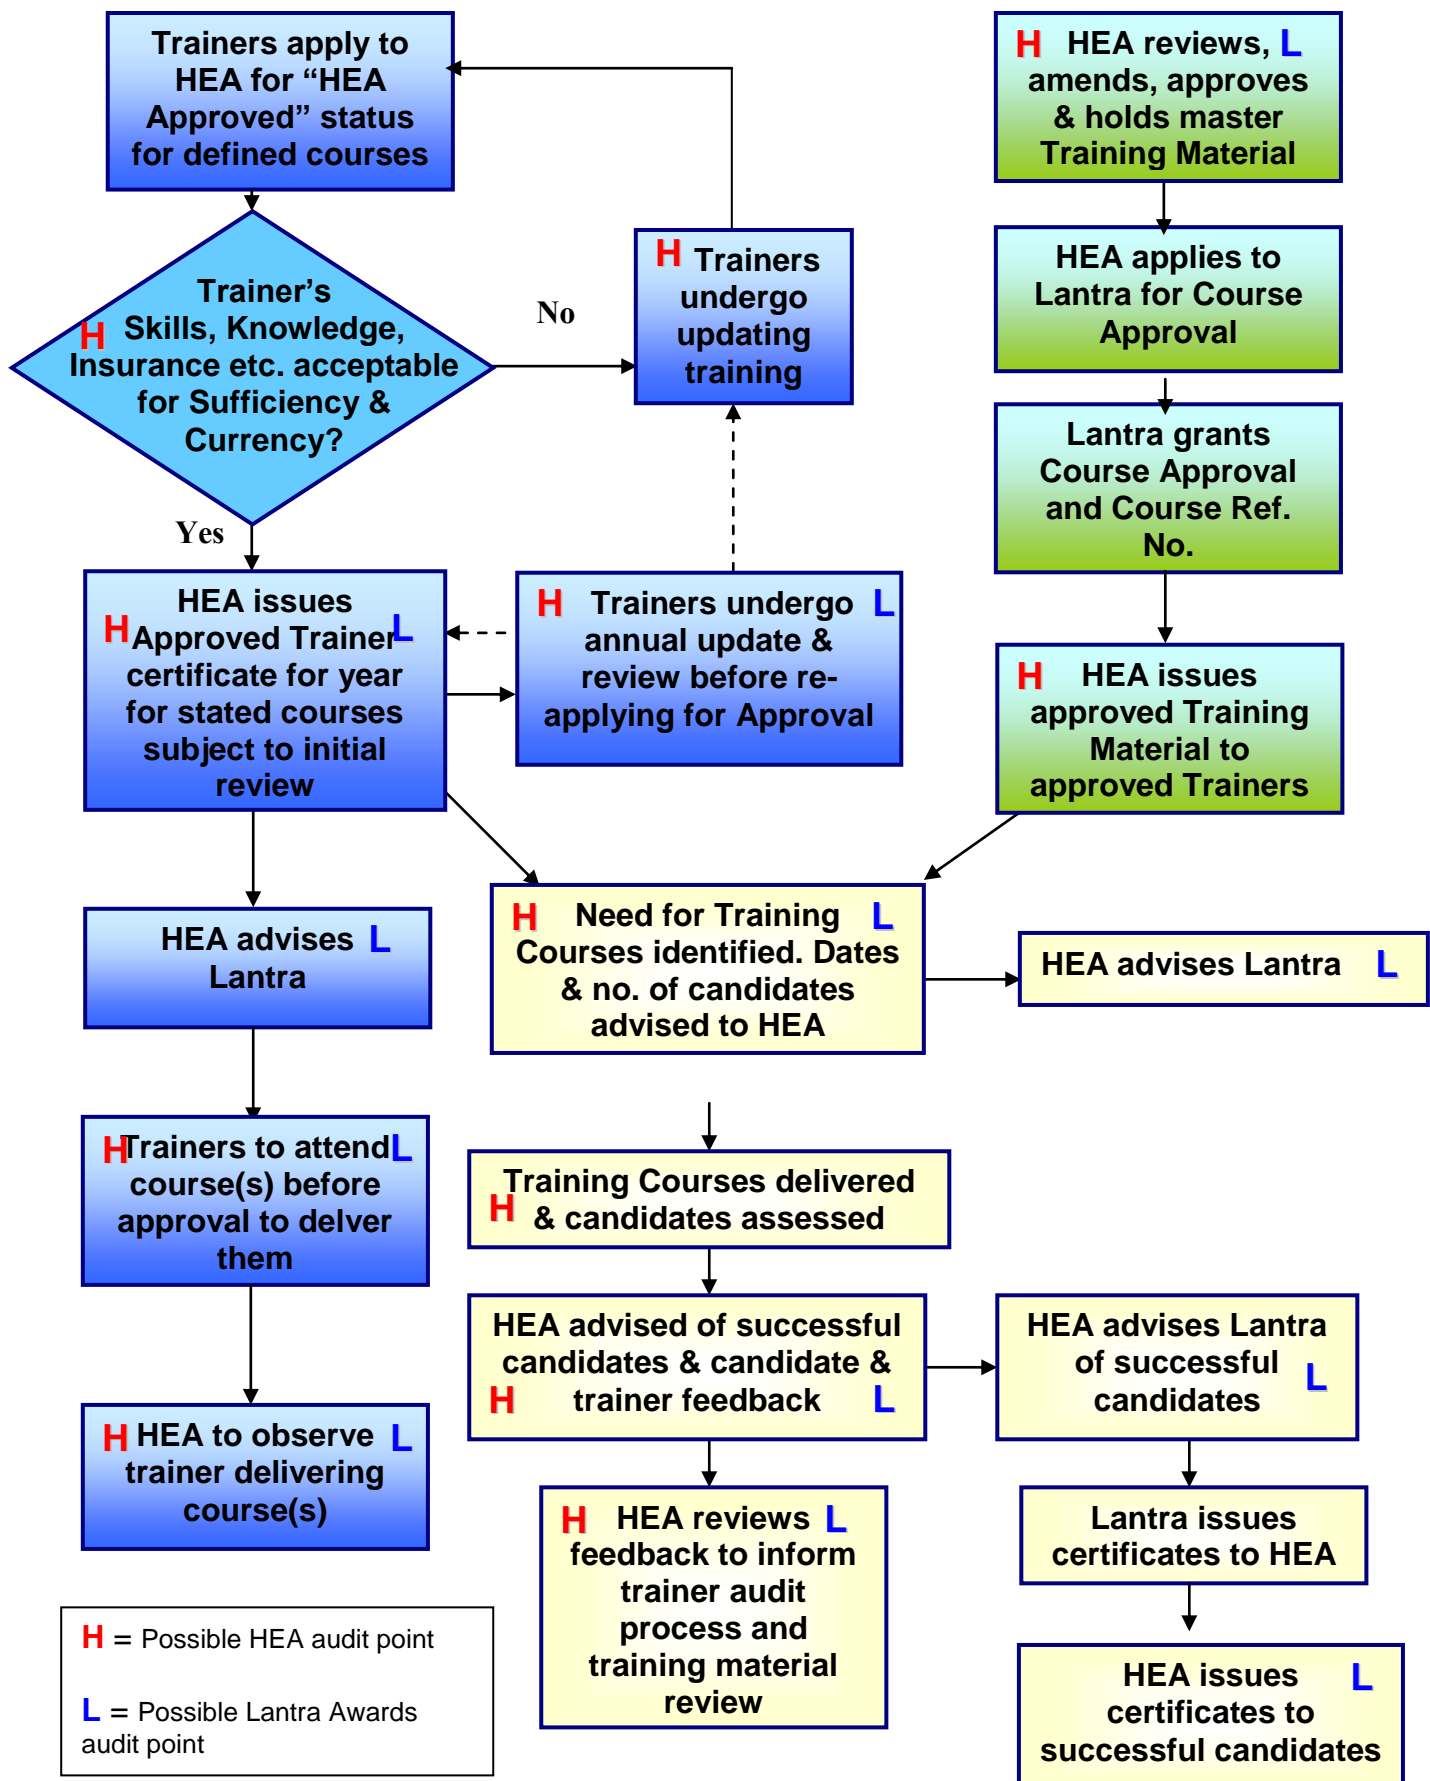 Trainers apply to
HEA for “HEA
Approved” status
for defined courses
H HEA reviews, L
amends, approves
& holds master
Training Material
Trainer’s
H Skills, Knowledge,
Insurance etc. acceptable
for Sufficiency &
Currency?
No
H Trainers
undergo
updating
training
HEA applies to
Lantra for Course
Approval
Lantra grants
Course Approval
and Course Ref.
No.
Yes
HEA issues
H Approved Trainer L
certificate for year
for stated courses
subject to initial
review
H Trainers undergo L
annual update &
review before re-
applying for Approval
H HEA issues
approved Training
Material to
approved Trainers
HEA advises L
Lantra
H Need for Training L
Courses identified. Dates
& no. of candidates
advised to HEA
HEA advises Lantra L
H Trainers to attend L
course(s) before
approval to delver
them
Training Courses delivered
H & candidates assessed
HEA advised of successful
candidates & candidate &
H trainer feedback L
HEA advises Lantra
of successful L
candidates
H HEA to observe L
trainer delivering
course(s)
H HEA reviews L
feedback to inform
trainer audit
process and
training material
review
Lantra issues
certificates to HEA
HEA issues L
certificates to
successful candidates
H = Possible HEA audit point
L = Possible Lantra Awards
audit point